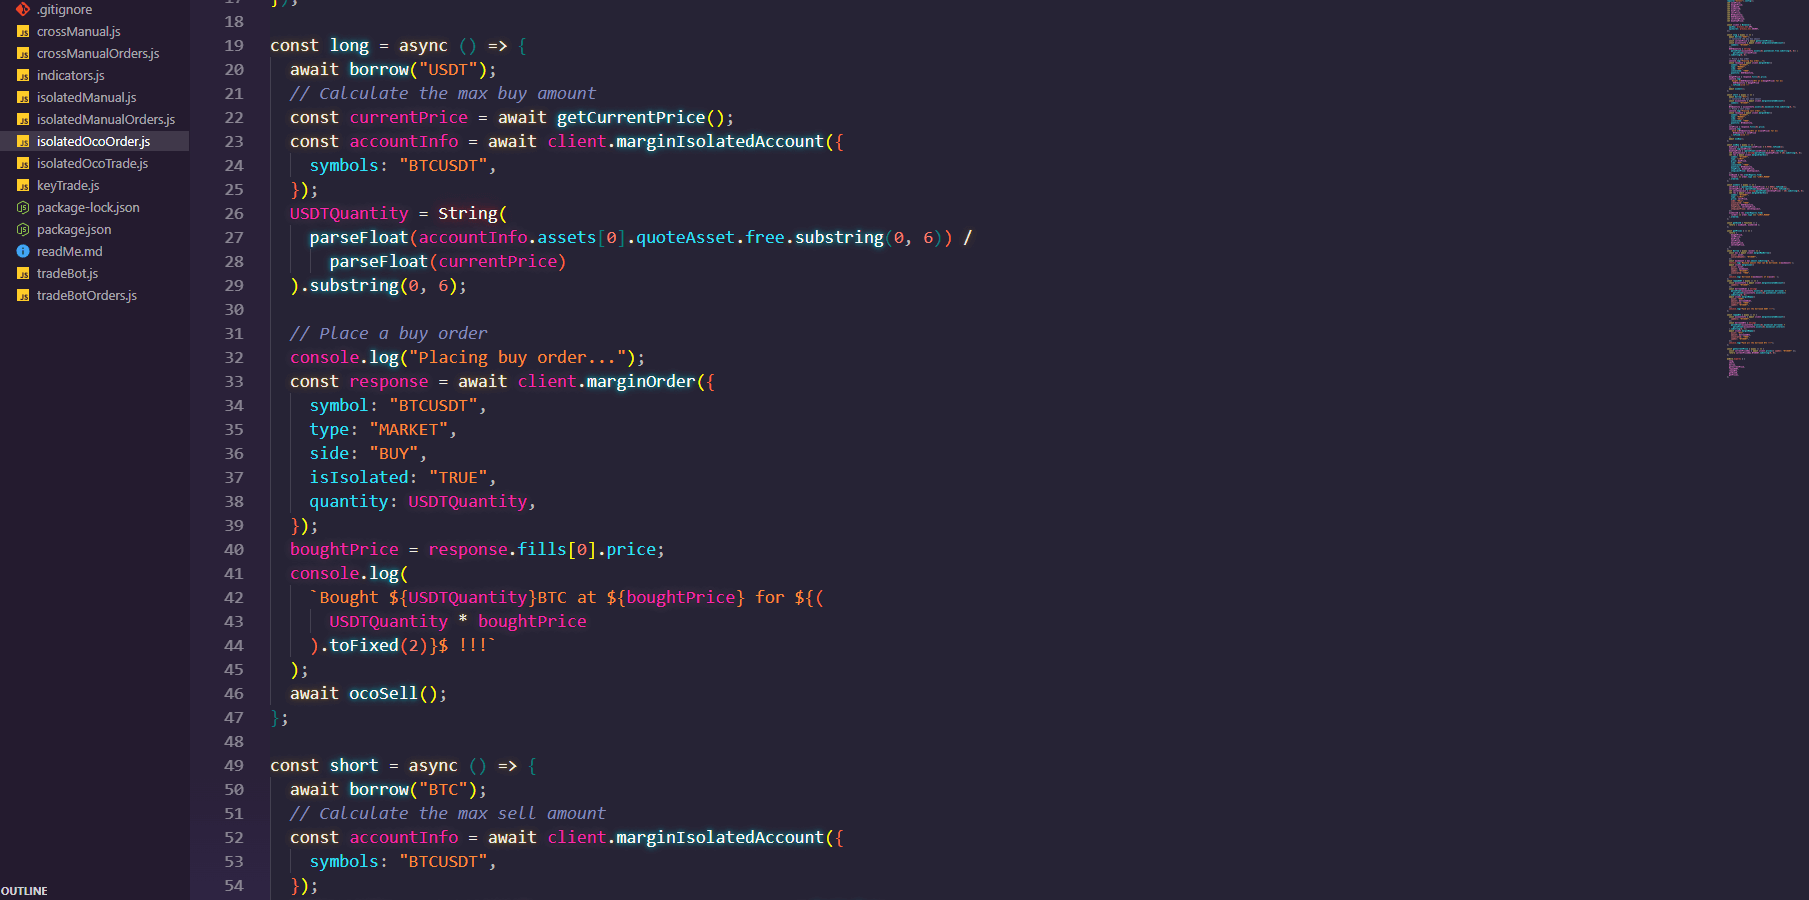 .gitignore
crossManual.js
crossManualOrders.js
indicators.js
isolatedManual.js
isolatedManualOrders.js
isolatedOcoOrder.js
isolatedOcoTrade.js
keyTrade.js
package-lock.json
package.json
readMe.md
tradeBot.js
tradeBotOrders.js
OUTLINE
17 });
18
19 const long = async () => {
20 await borrow("USDT");
21 // Calculate the max buy amount
22 const currentPrice = await getCurrentPrice();
23 const accountInfo = await client.marginIsolatedAccount({
24 symbols: "BTCUSDT",
25 });
26 USDTQuantity = String(
27 parseFloat(accountInfo.assets[0].quoteAsset.free.substring(0, 6)) /
28 parseFloat(currentPrice)
29 ).substring(0, 6);
30
31 // Place a buy order
32 console.log("Placing buy order...");
33 const response = await client.marginOrder({
34 symbol: "BTCUSDT",
35 type: "MARKET",
36 side: "BUY",
37 isIsolated: "TRUE",
38 quantity: USDTQuantity,
39 });
40 boughtPrice = response.fills[0].price;
41 console.log(
42 `Bought ${USDTQuantity}BTC at ${boughtPrice} for ${(
43 USDTQuantity * boughtPrice
44 ).toFixed(2)}$ !!!`
45 );
46 await ocoSell();
47 };
48
49 const short = async () => {
50 await borrow("BTC");
51 // Calculate the max sell amount
52 const accountInfo = await client.marginIsolatedAccount({
53 symbols: "BTCUSDT",
54 });